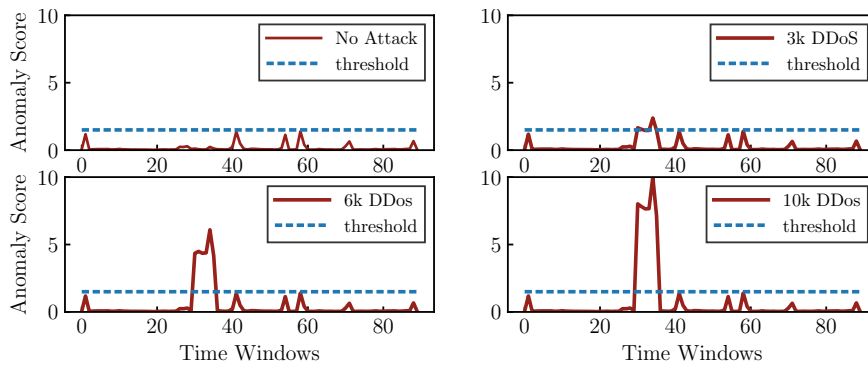 10
5
0
Anomaly Score
No Attack
threshold
0 20 40 60 80
10
5
0
3k DDoS
threshold
0 20 40 60 80
10
5
0
Anomaly Score
6k DDos
threshold
0 20 40 60 80
Time Windows
10
5
0
10k DDos
threshold
0 20 40 60 80
Time Windows